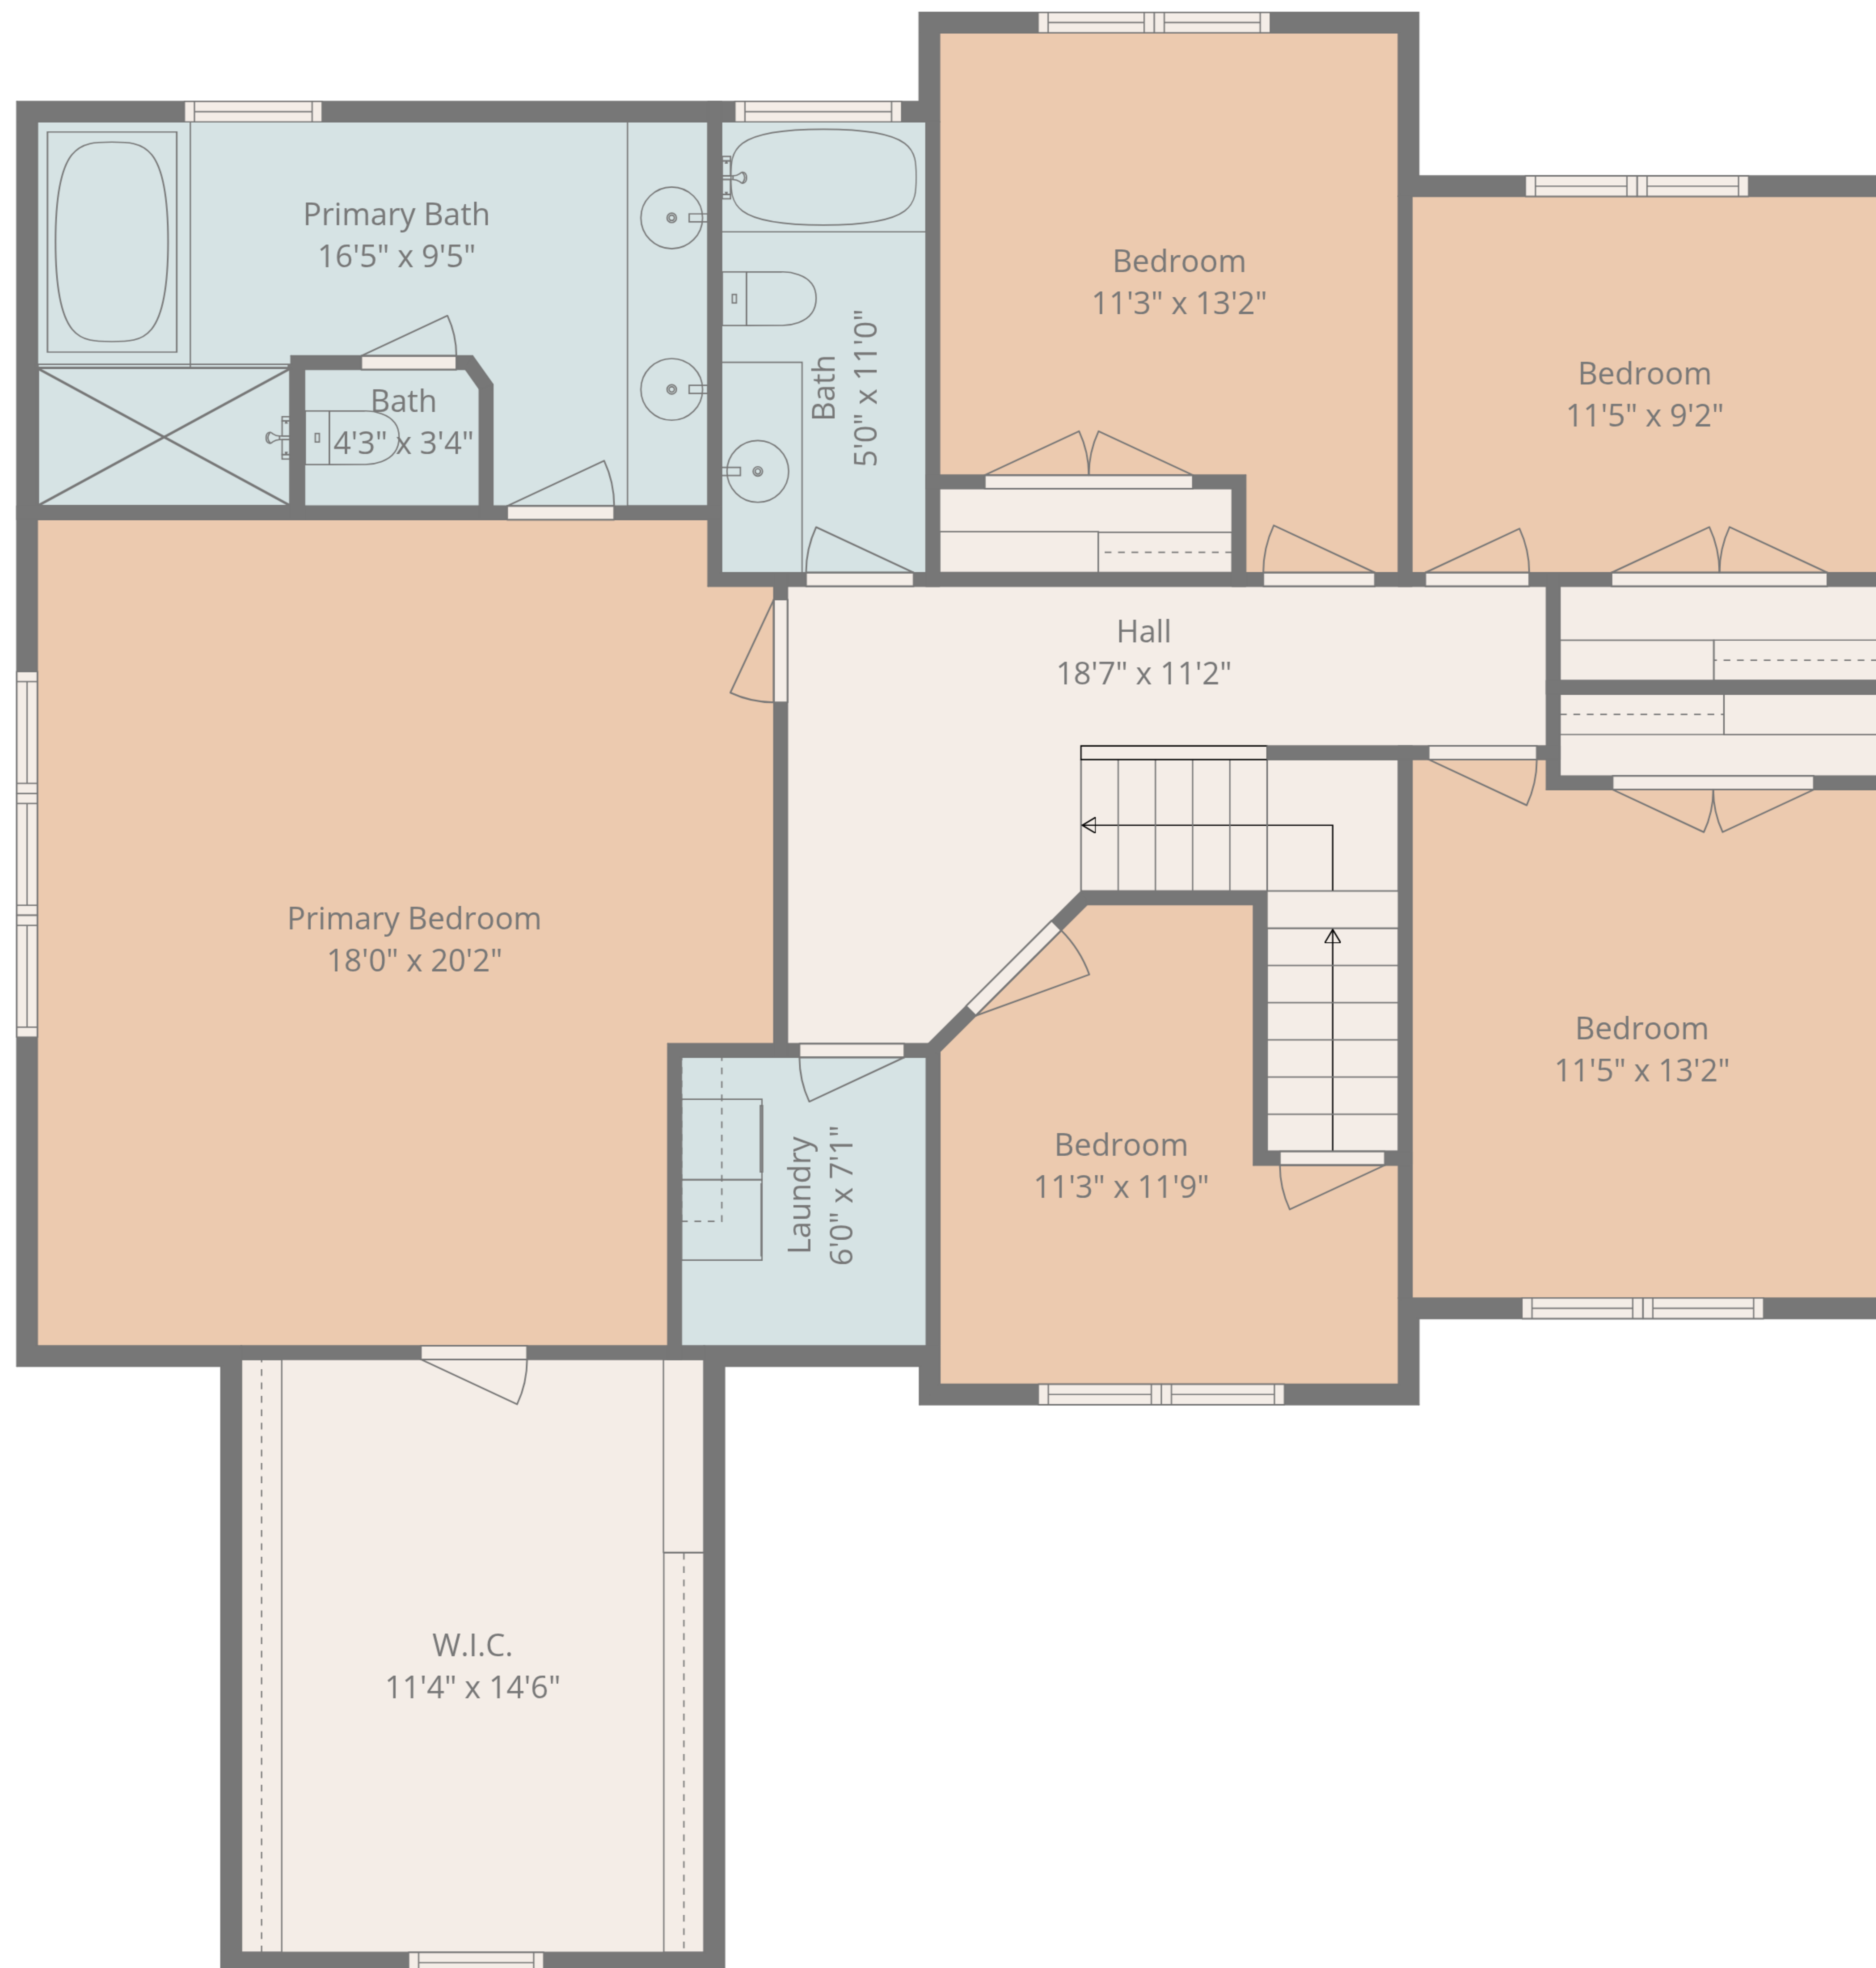 Primary Bath
16'5" x 9'5"
Bath
4'3" x 3'4"
Bath
5'0" x 11'0"
Bedroom
11'3" x 13'2"
Bedroom
11'5" x 9'2"
Hall
18'7" x 11'2"
Primary Bedroom
18'0" x 20'2"
Bedroom
11'5" x 13'2"
Laundry
6'0" x 7'1"
Bedroom
11'3" x 11'9"
W.I.C.
11'4" x 14'6"